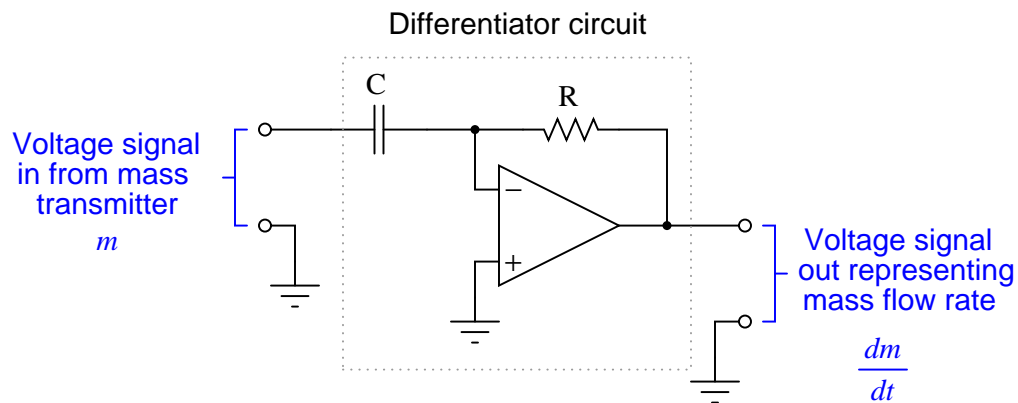 Differentiator circuit
C
R
Voltage signal
in from mass
transmitter
m
−
+
Voltage signal
out representing
mass flow rate
dm
dt